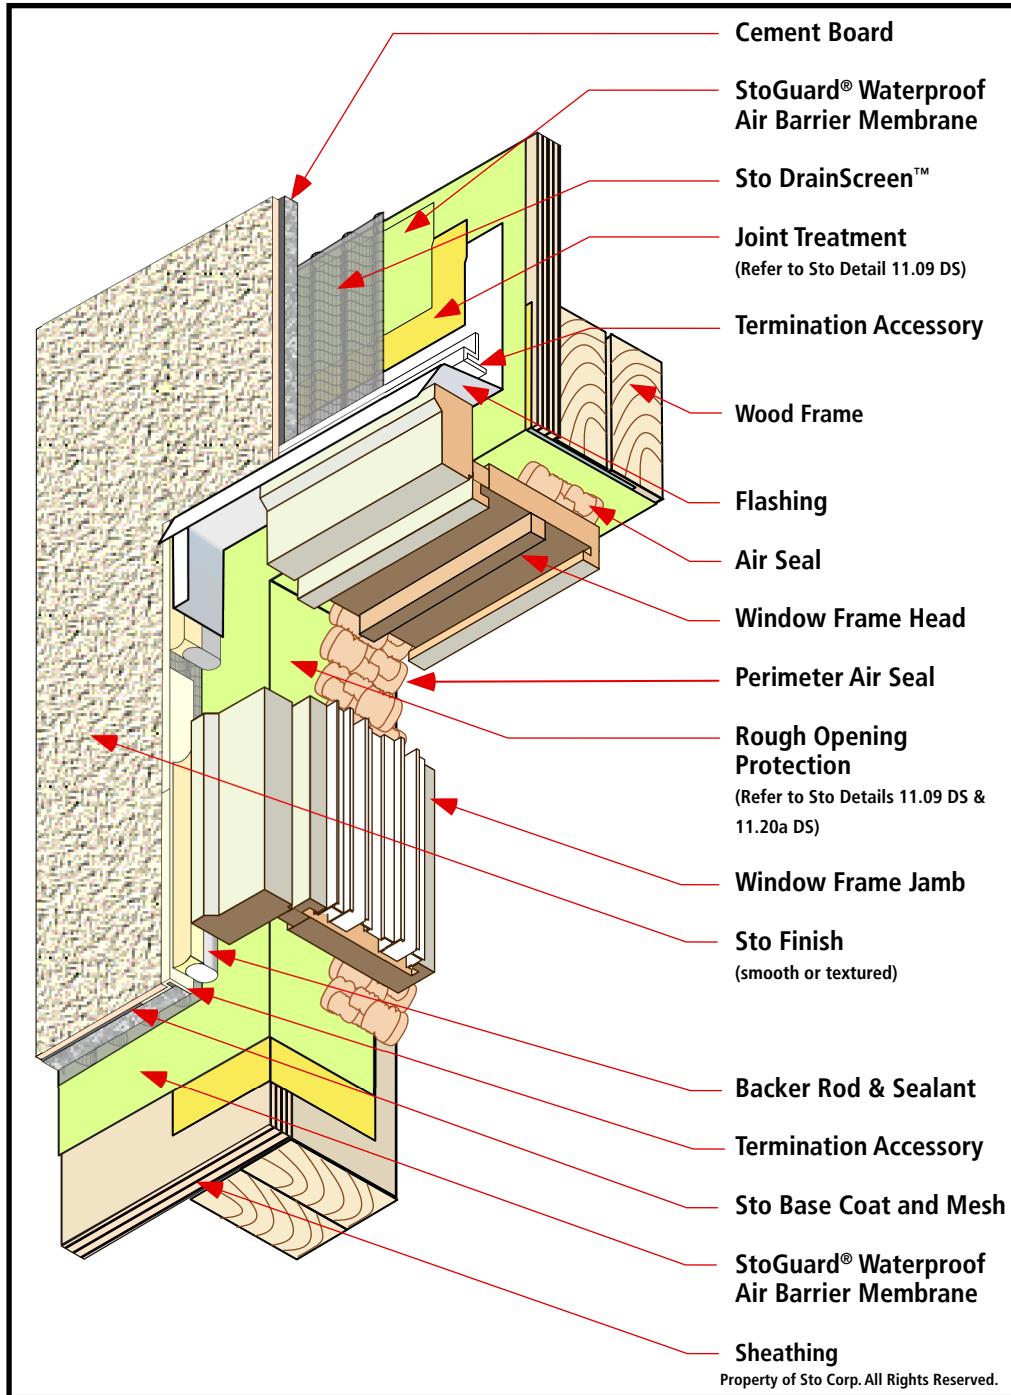 Cement Board
StoGuard® Waterproof
Air Barrier Membrane
Sto DrainScreen™
Joint Treatment
(Refer to Sto Detail 11.09 DS)
Termination Accessory
Wood Frame
Flashing
Air Seal
Window Frame Head
Perimeter Air Seal
Rough Opening
Protection
(Refer to Sto Details 11.09 DS &
11.20a DS)
Window Frame Jamb
Sto Finish
(smooth or textured)
Backer Rod & Sealant
Termination Accessory
Sto Base Coat and Mesh
StoGuard® Waterproof
Air Barrier Membrane
Sheathing
Property of Sto Corp. All Rights Reserved.